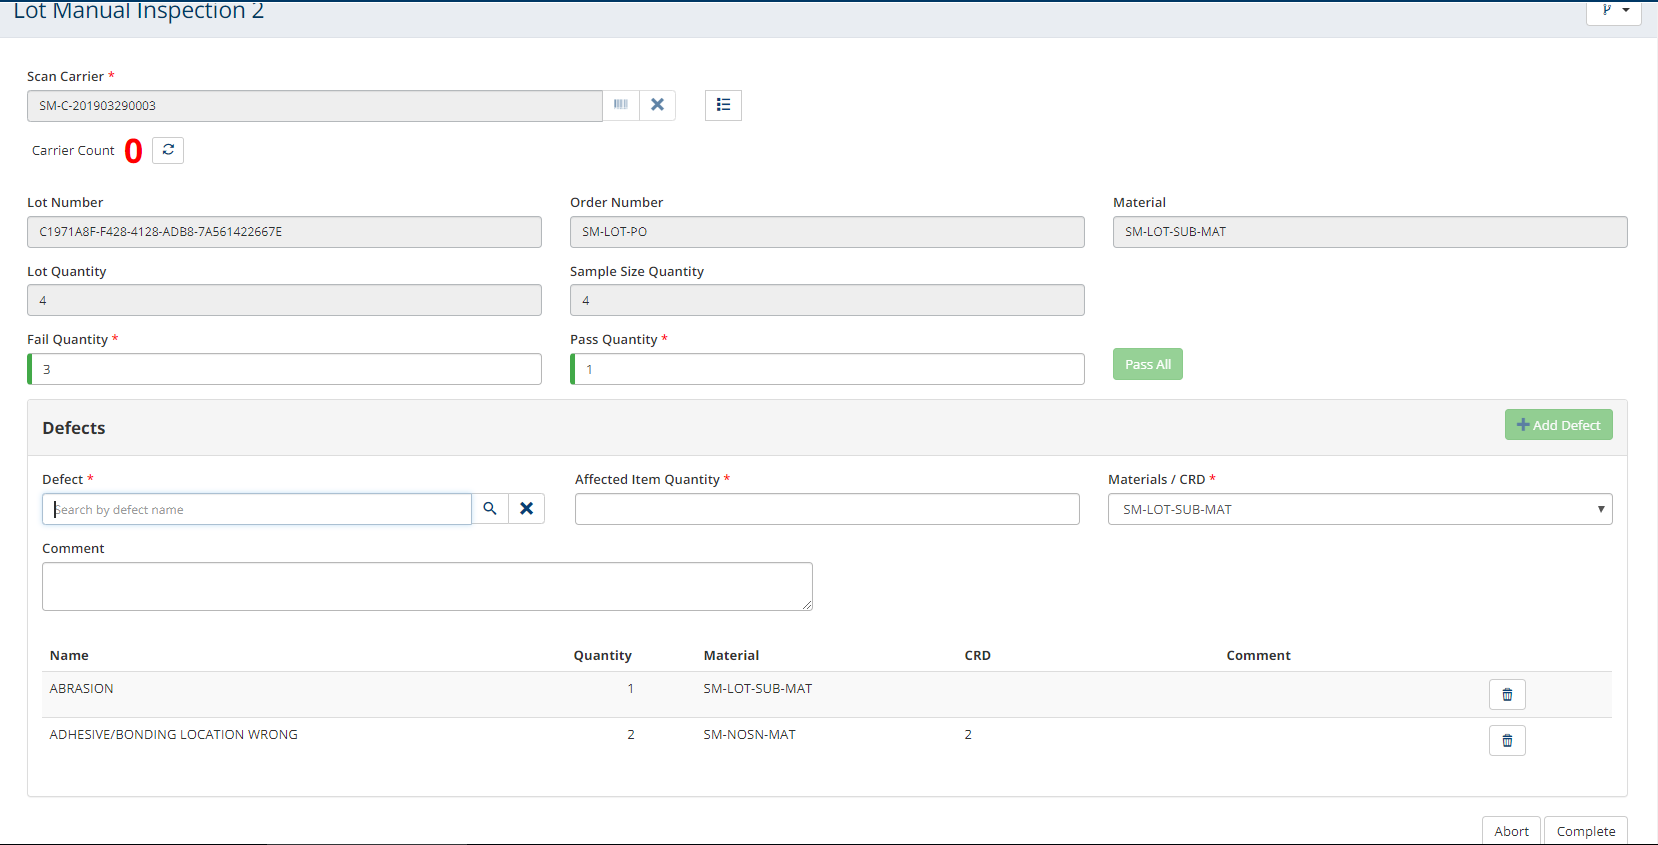 Lot Manual Inspection 2
Scan Carrier *
SM-C-201903290003
Carrier Count 0
Lot Number Order Number Material
C1971A8F-F428-4128-ADB8-7A561422667E SM-LOT-PO SM-LOT-SUB-MAT
Lot Quantity Sample Size Quantity
4 4
Fail Quantity * Pass Quantity *
3 1 Pass All
Defects Add Defect
Defect * Affected Item Quantity * Materials / CRD *
Search by defect name SM-LOT-SUB-MAT
Comment
Name Quantity Material CRD Comment
ABRASION 1 SM-LOT-SUB-MAT
ADHESIVE/BONDING LOCATION WRONG 2 SM-NOSN-MAT 2
Abort Complete